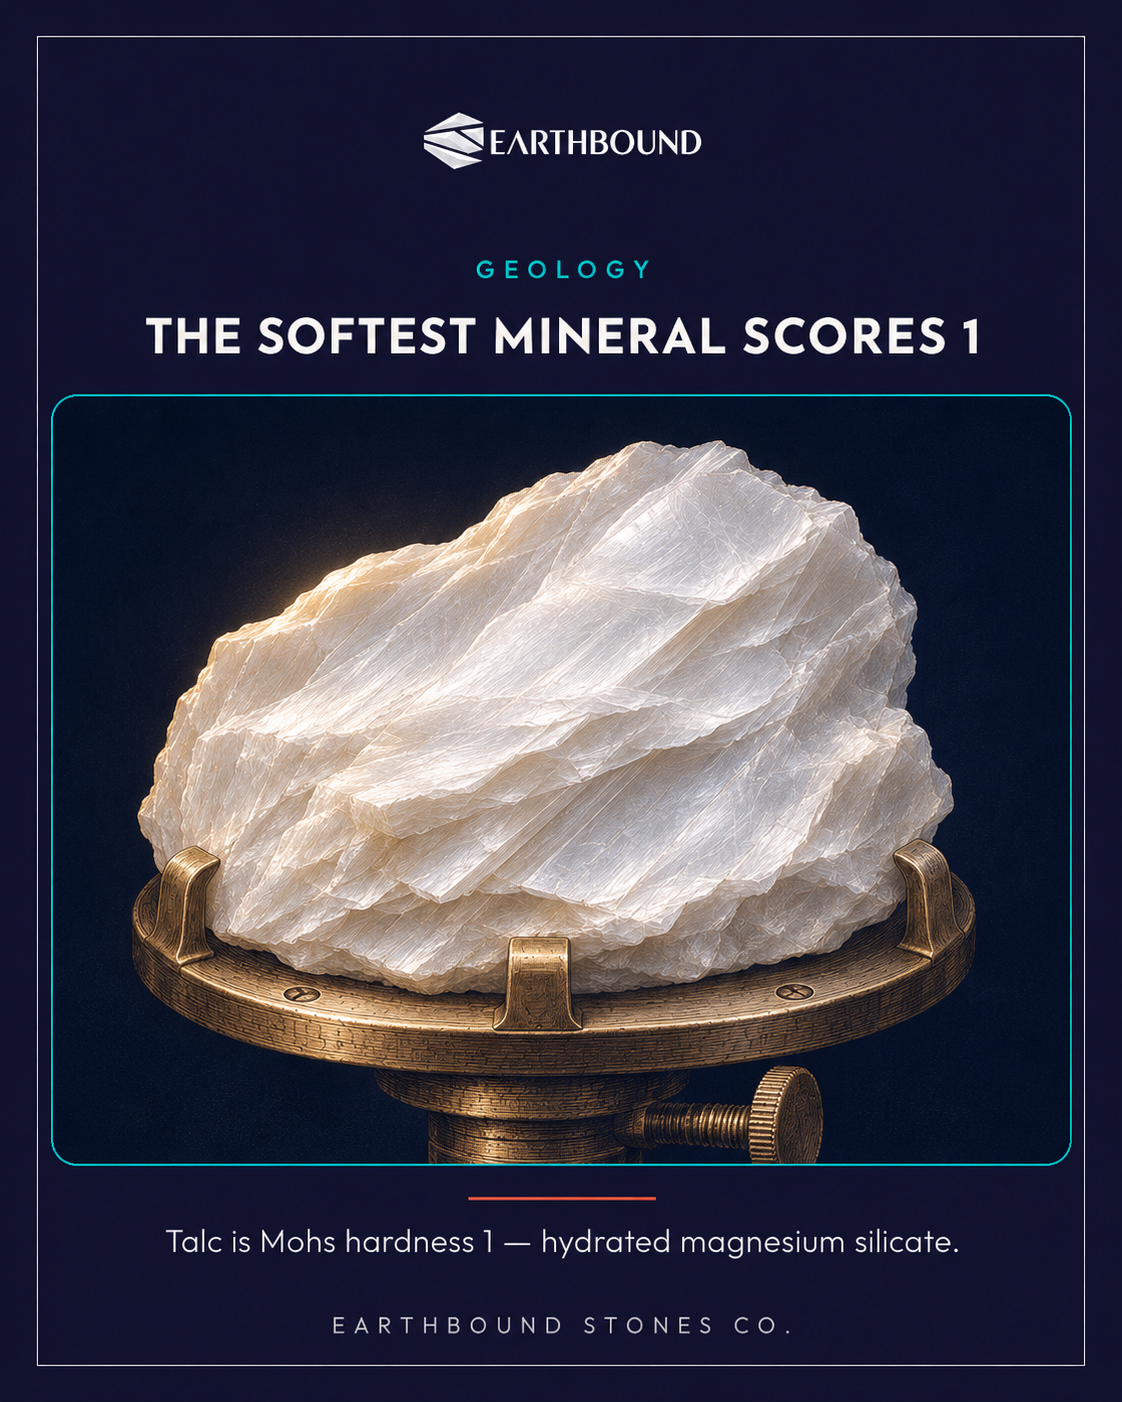 EARTHBOUND
GEOLOGY
THE SOFTEST MINERAL SCORES 1
Talc is Mohs hardness 1 — hydrated magnesium silicate.
EARTHBOUND STONES CO.